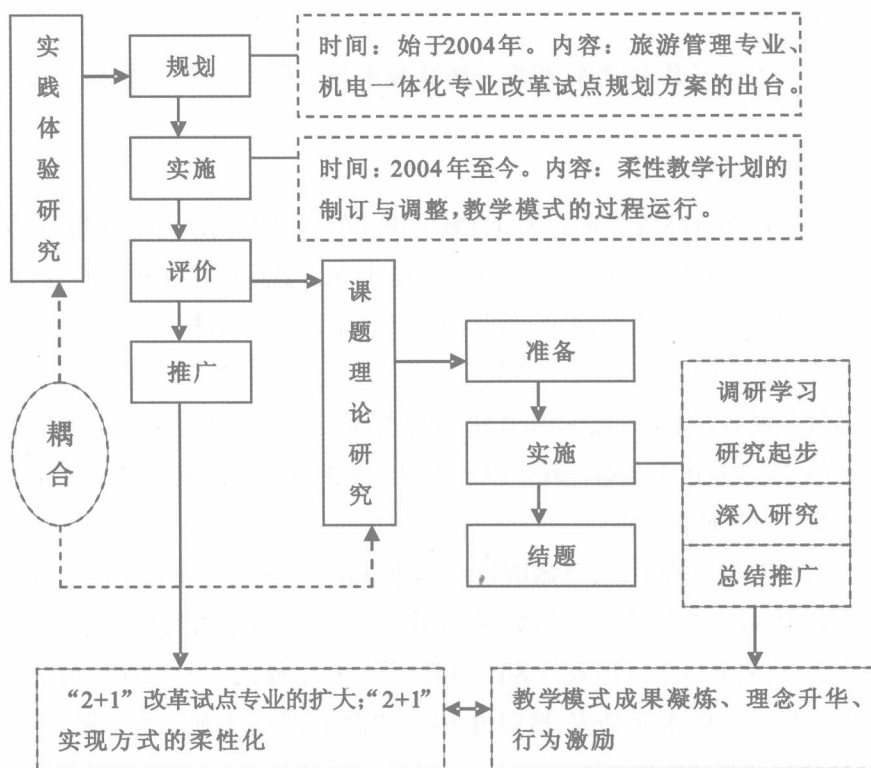 实践体验研究
规划
时间：始于2004年。内容：旅游管理专业、
机电一体化专业改革试点规划方案的出台。
实施
时间：2004年至今。内容：柔性教学计划的
制订与调整，教学模式的过程运行。
评价
推广
耦合
课题理论研究
准备
实施
结题
调研学习
研究起步
深入研究
总结推广
“2+1”改革试点专业的扩大；“2+1”
实现方式的柔性化
教学模式成果凝炼、理念升华、
行为激励